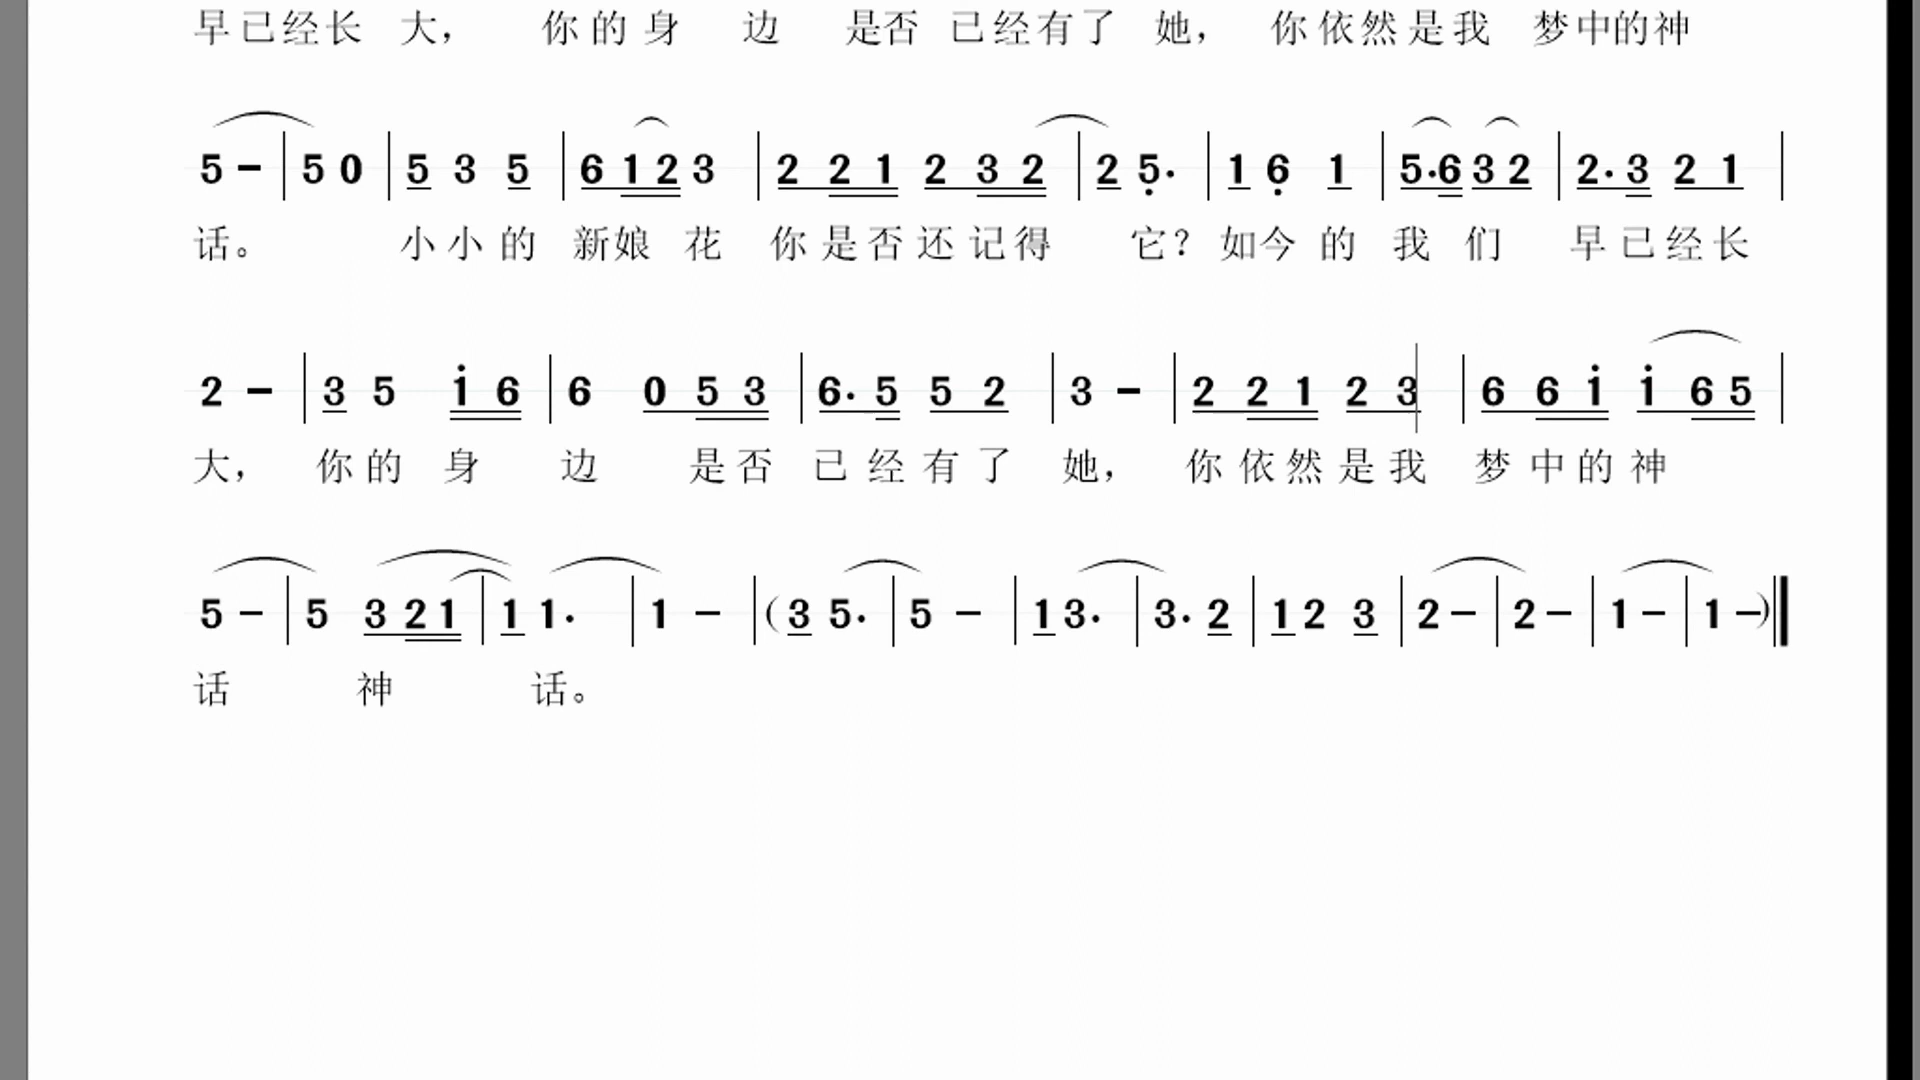 早已经长 大， 你的身 边 是否 已经有了 她， 你依然是我 梦中的神
5 – | 5 0 | 5 3 5 | 6 1 2 3 | 2 2 1 2 3 2 | 2 5̣. | 1 6̣ 1 | 5.6 3 2 | 2. 3 2 1 |
话。 小小的 新娘 花 你是否还记得 它？ 如今 的 我们 早已经长
2 – | 3 5 i 6 | 6 0 5 3 | 6. 5 5 2 | 3 – | 2 2 1 2 3 | 6 6 i i 6 5 |
大， 你的 身 边 是否 已经有了 她， 你依然是我 梦中的神
5 – | 5 3 2 1 | 1 1. | 1 – | (3 5. | 5 – | 1 3. | 3. 2 | 1 2 3 | 2 – | 2 – | 1 – | 1 –) ‖
话 神 话。